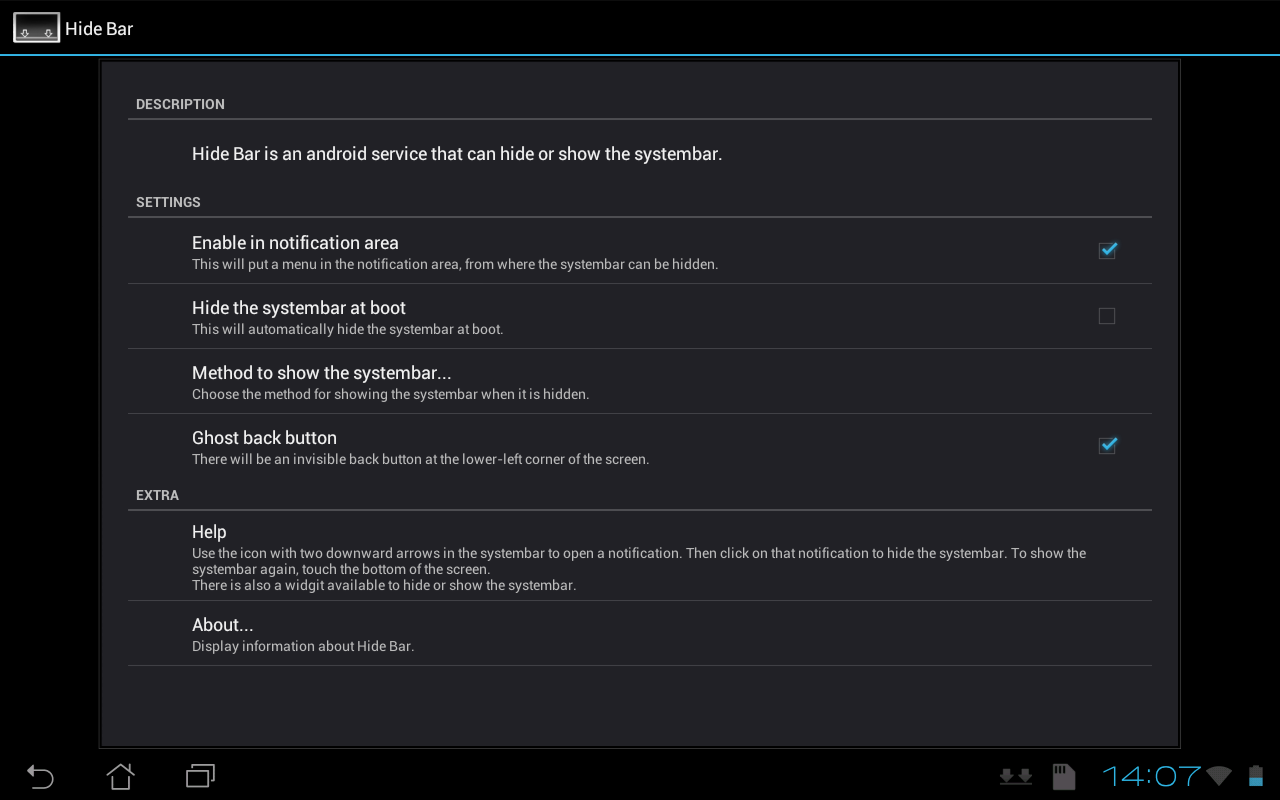 Hide Bar
DESCRIPTION
Hide Bar is an android service that can hide or show the systembar.
SETTINGS
Enable in notification area
This will put a menu in the notification area, from where the systembar can be hidden.
Hide the systembar at boot
This will automatically hide the systembar at boot.
Method to show the systembar...
Choose the method for showing the systembar when it is hidden.
Ghost back button
There will be an invisible back button at the lower-left corner of the screen.
EXTRA
Help
Use the icon with two downward arrows in the systembar to open a notification. Then click on that notification to hide the systembar. To show the
systembar again, touch the bottom of the screen.
There is also a widgit available to hide or show the systembar.
About...
Display information about Hide Bar.
14:07